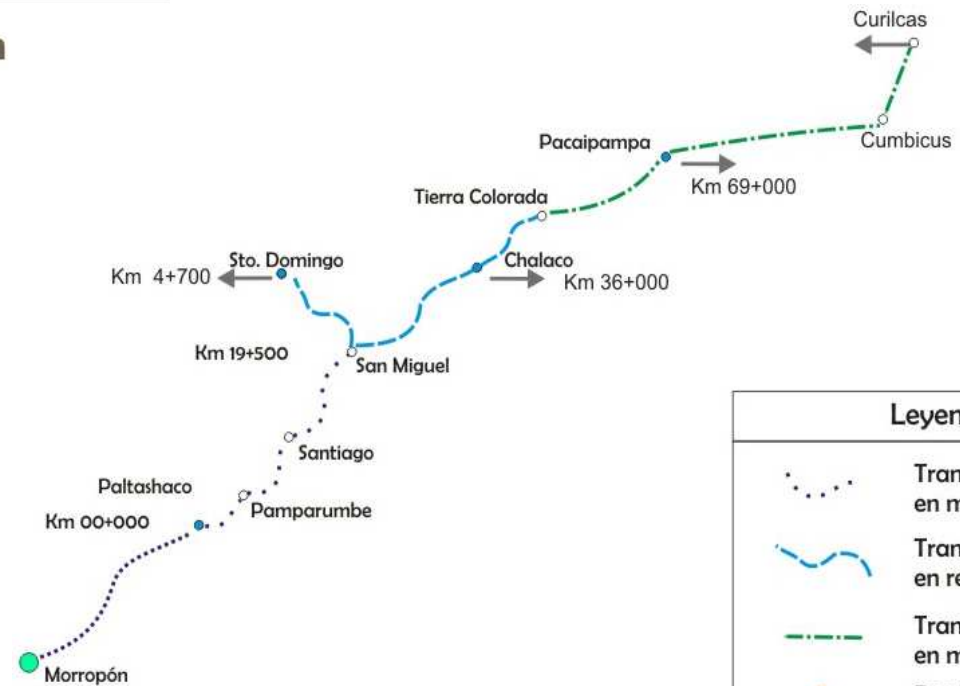 Curilcas
Cumbicus
Pacaipampa
Km 69+000
Tierra Colorada
Sto. Domingo
Km 4+700
Chalaco
Km 36+000
Km 19+500
San Miguel
Santiago
Paltashaco
Pamparumbe
Km 00+000
Morropón
Leyen
Tran
en m
Tran
en re
Tran
en m